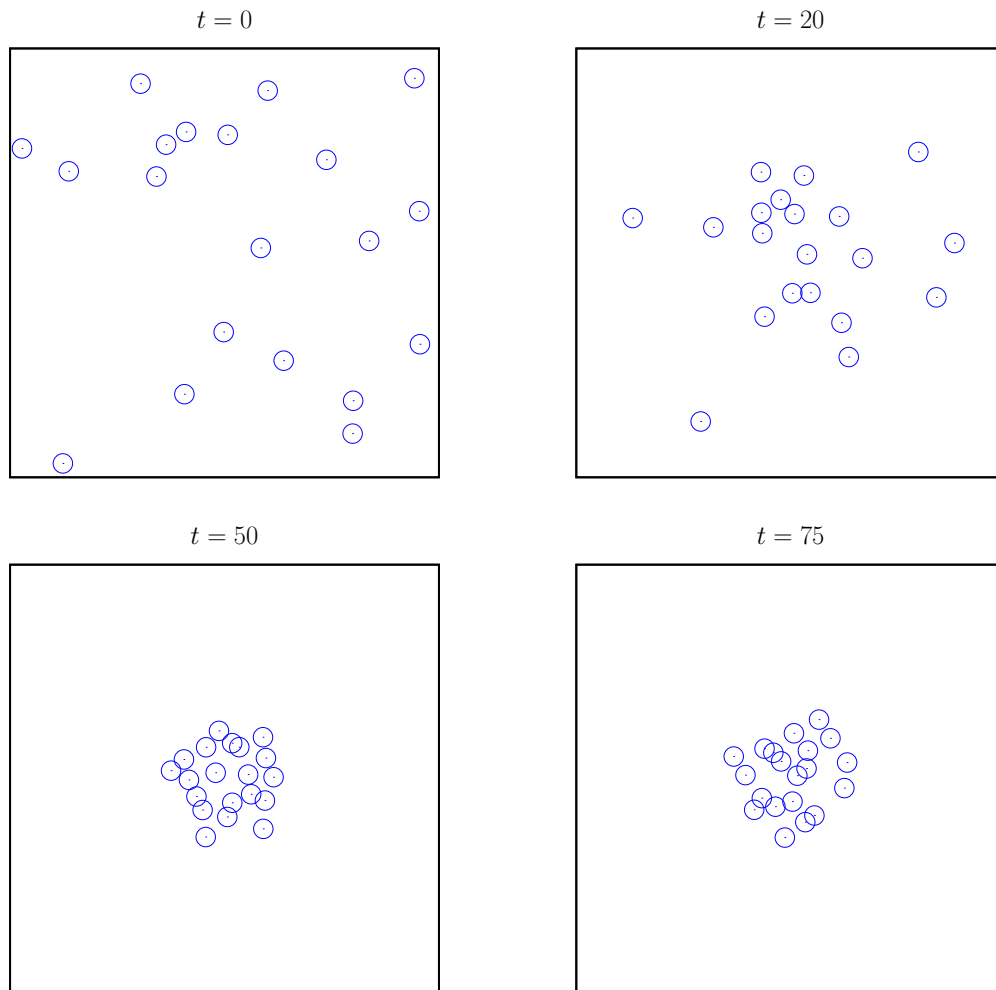 t = 0
t = 20
t = 50
t = 75